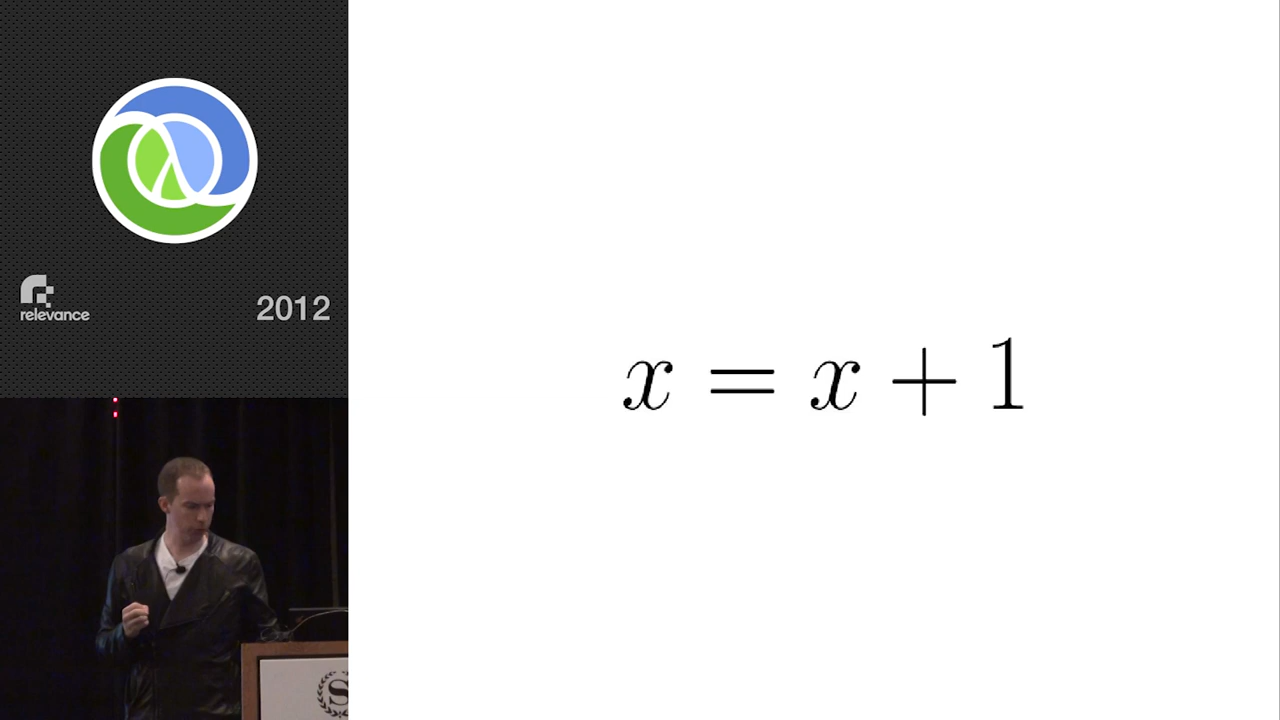 relevance
2012
x = x + 1
S